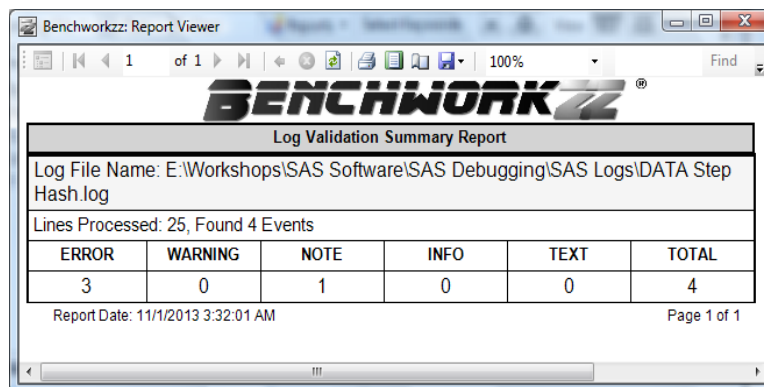 Benchworkzz: Report Viewer
1 of 1 100% Find
BENCHWORKZZ ®
Log Validation Summary Report
Log File Name: E:\Workshops\SAS Software\SAS Debugging\SAS Logs\DATA Step
Hash.log
Lines Processed: 25, Found 4 Events
ERROR WARNING NOTE INFO TEXT TOTAL
3 0 1 0 0 4
Report Date: 11/1/2013 3:32:01 AM Page 1 of 1